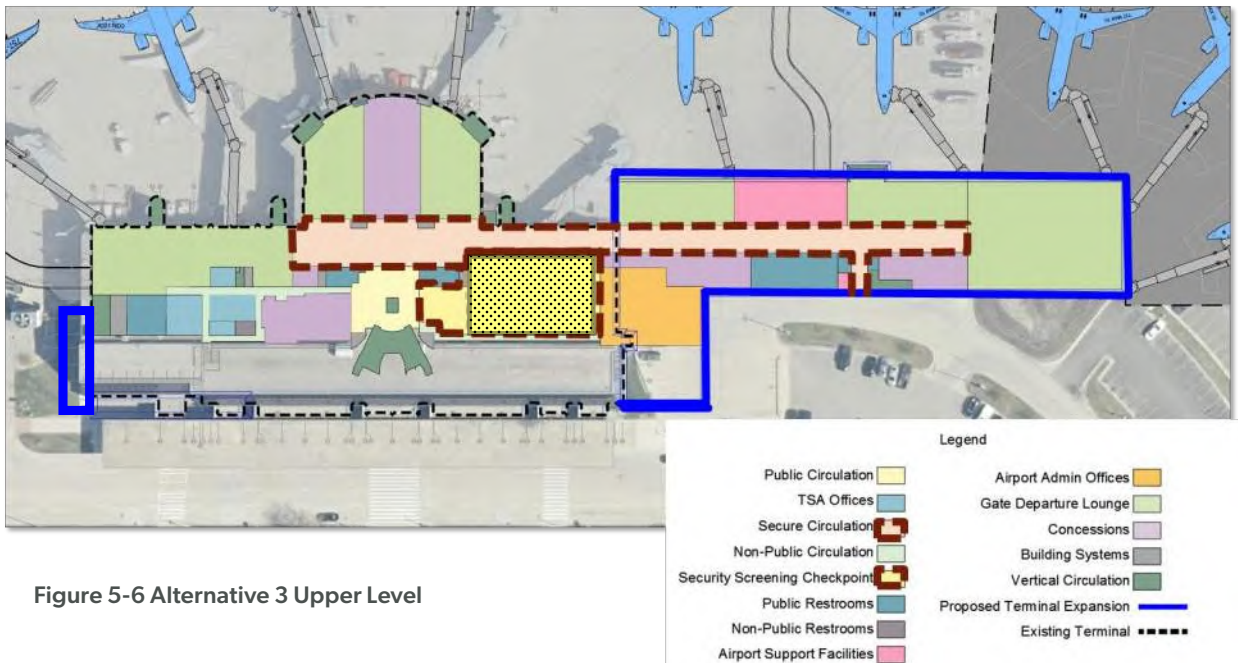 Legend
Public Circulation
TSA Offices
Secure Circulation
Non-Public Circulation
Security Screening Checkpoint
Public Restrooms
Non-Public Restrooms
Airport Support Facilities
Airport Admin Offices
Gate Departure Lounge
Concessions
Building Systems
Vertical Circulation
Proposed Terminal Expansion
Existing Terminal
Figure 5-6 Alternative 3 Upper Level